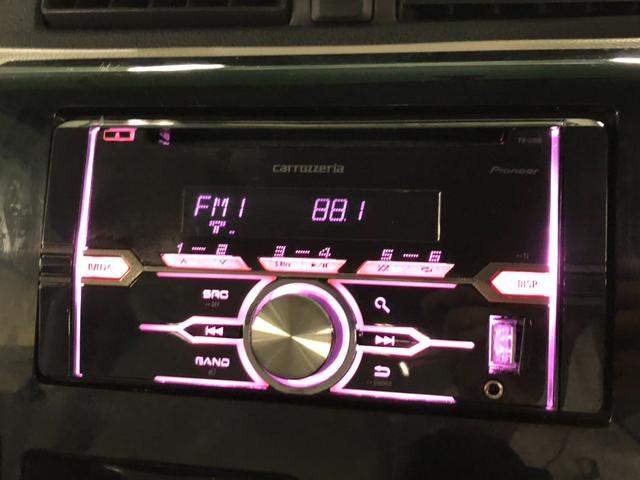 carrozzeria
Pioneer
FM1 88.1
1 — 2 3 — 4 5 — 6
SRC
OFF
BAND
DISP